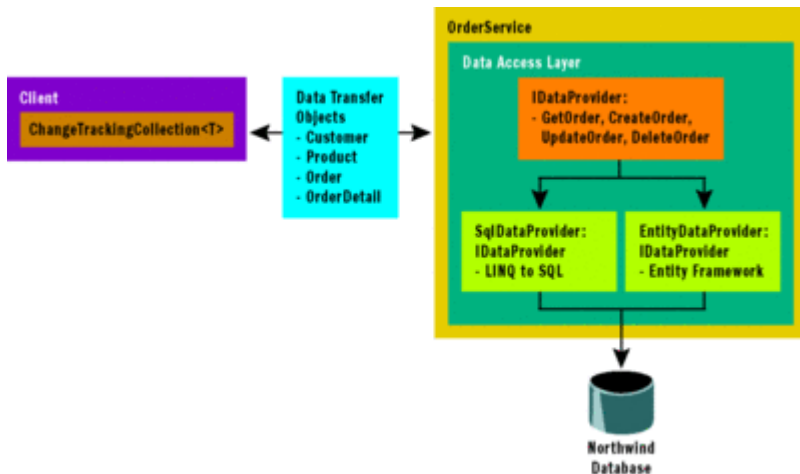 Client
ChangeTrackingCollection<T>
Data Transfer
Objects
- Customer
- Product
- Order
- OrderDetail
OrderService
Data Access Layer
IDataProvider:
- GetOrder, CreateOrder,
UpdateOrder, DeleteOrder
SqlDataProvider:
IDataProvider
- LINQ to SQL
EntityDataProvider:
IDataProvider
- Entity Framework
Northwind
Database